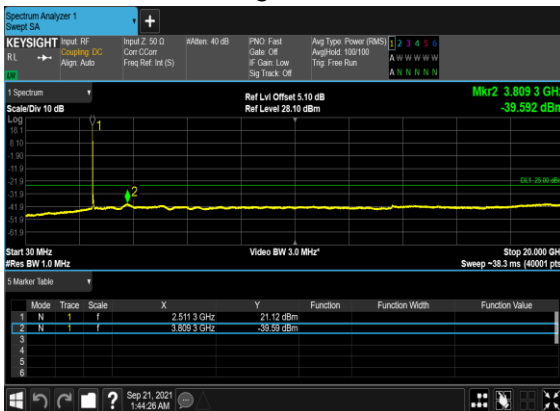 Spectrum Analyzer 1
Swept SA
KEYSIGHT Input: RF Input Z: 50 Ω #Atten: 40 dB PNO: Fast Avg Type: Power (RMS) 1 2 3 4 5 6
RL Coupling: DC Corr CCorr Gate: Off Avg|Hold: 100/100 A W W W W W
Align: Auto Freq Ref: Int (S) IF Gain: Low Trig: Free Run
LV Sig Track: Off A N N N N N
1 Spectrum Ref Lvl Offset 5.10 dB Mkr2 3.809 3 GHz
Scale/Div 10 dB Ref Level 28.10 dBm -39.592 dBm
Log
18.1
8.10
-1.90
-11.9
-21.9
-31.9
-41.9
-51.9
-61.9
1
2
DL1 -25.00 dBm
Start 30 MHz Video BW 3.0 MHz* Stop 20.000 GHz
#Res BW 1.0 MHz Sweep ~38.3 ms (40001 pts)
5 Marker Table
Mode Trace Scale X Y Function Function Width Function Value
1 N 1 f 2.511 3 GHz 21.12 dBm
2 N 1 f 3.809 3 GHz -39.59 dBm
3
4
5
6
? Sep 21, 2021
1:44:26 AM